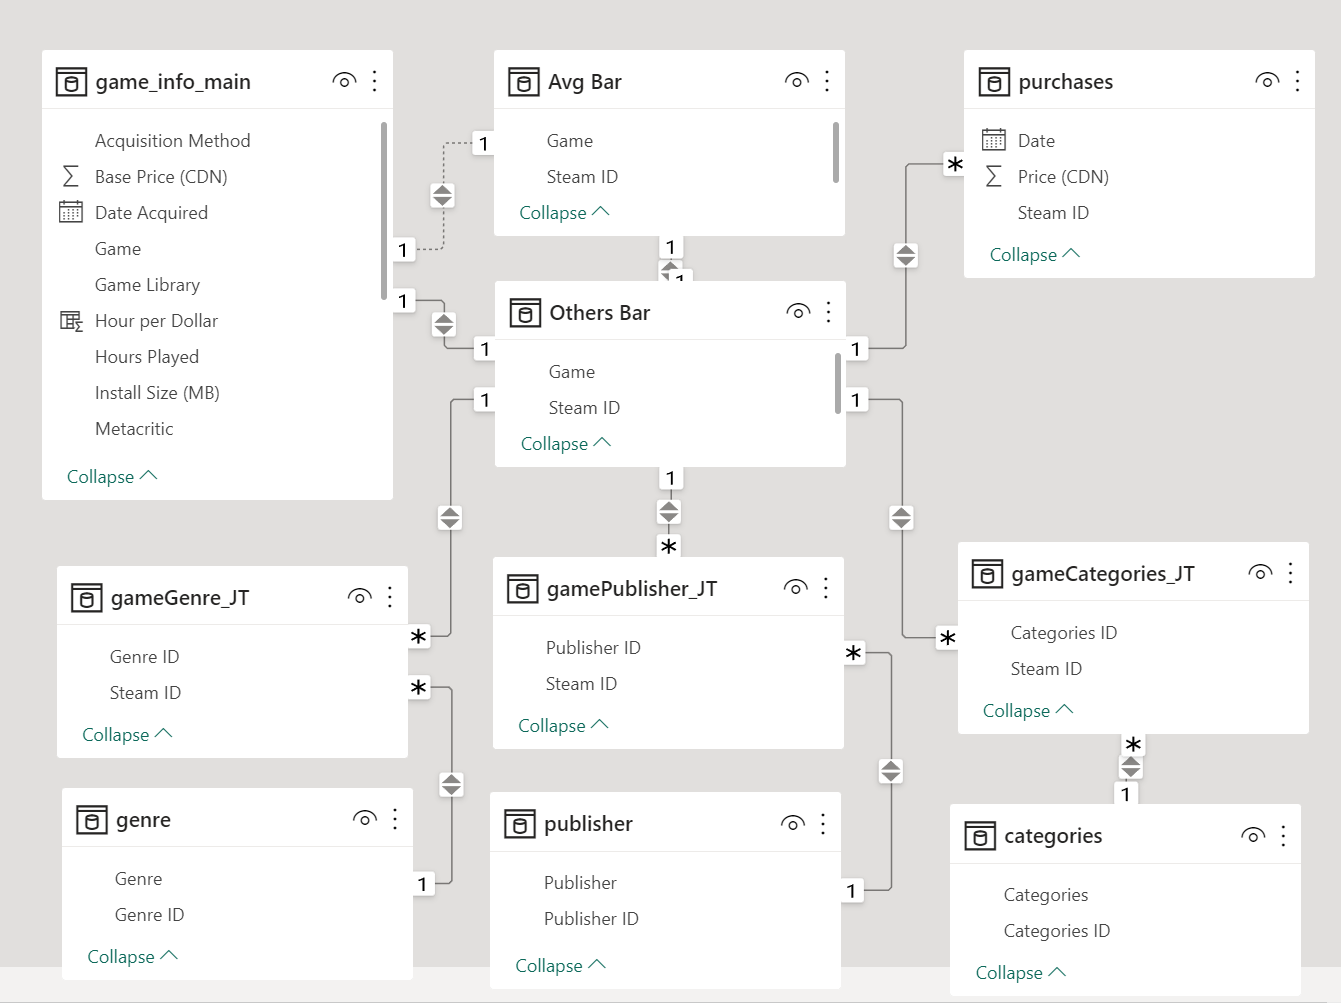 game_info_main
Acquisition Method
Base Price (CDN)
Date Acquired
Game
Game Library
Hour per Dollar
Hours Played
Install Size (MB)
Metacritic
Collapse
1
1
Avg Bar
Game
Steam ID
Collapse
1
1
1
Others Bar
Game
Steam ID
Collapse
1
1
1
1
1
purchases
Date
Price (CDN)
Steam ID
Collapse
*
gameGenre_JT
Genre ID
Steam ID
Collapse
*
*
gamePublisher_JT
Publisher ID
Steam ID
Collapse
*
*
gameCategories_JT
Categories ID
Steam ID
Collapse
*
*
genre
Genre
Genre ID
Collapse
1
publisher
Publisher
Publisher ID
Collapse
1
categories
Categories
Categories ID
Collapse
1